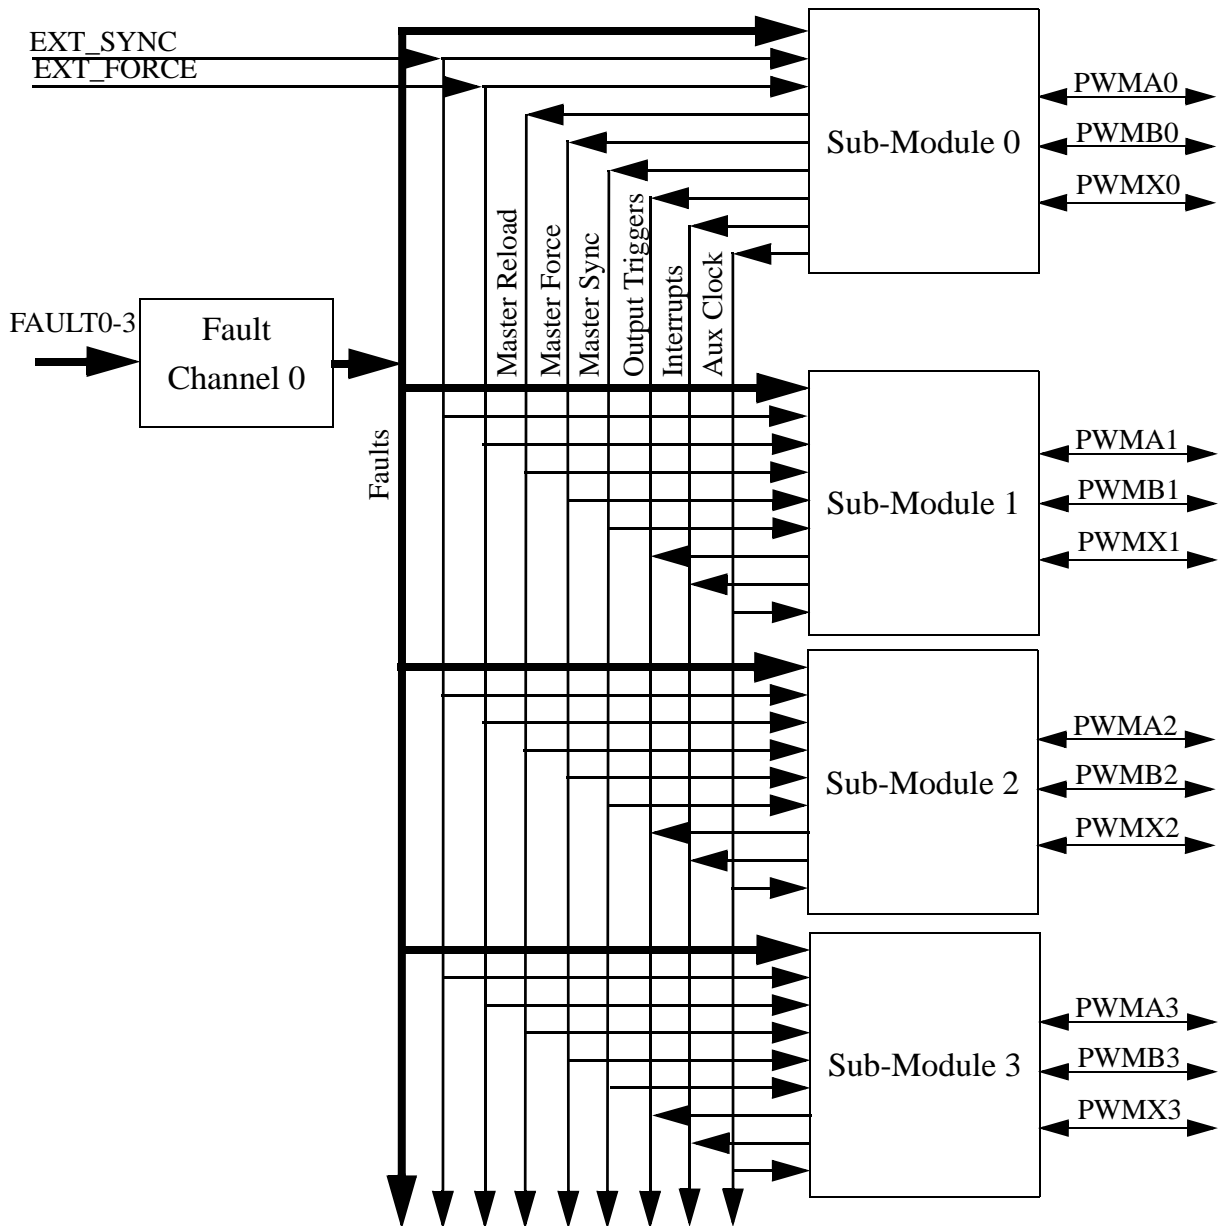 EXT_SYNC
EXT_FORCE
Sub-Module 0
PWMA0
PWMB0
PWMX0
Master Reload
Master Force
Master Sync
Output Triggers
Interrupts
Aux Clock
FAULT0-3
Fault
Channel 0
Faults
Sub-Module 1
PWMA1
PWMB1
PWMX1
Sub-Module 2
PWMA2
PWMB2
PWMX2
Sub-Module 3
PWMA3
PWMB3
PWMX3